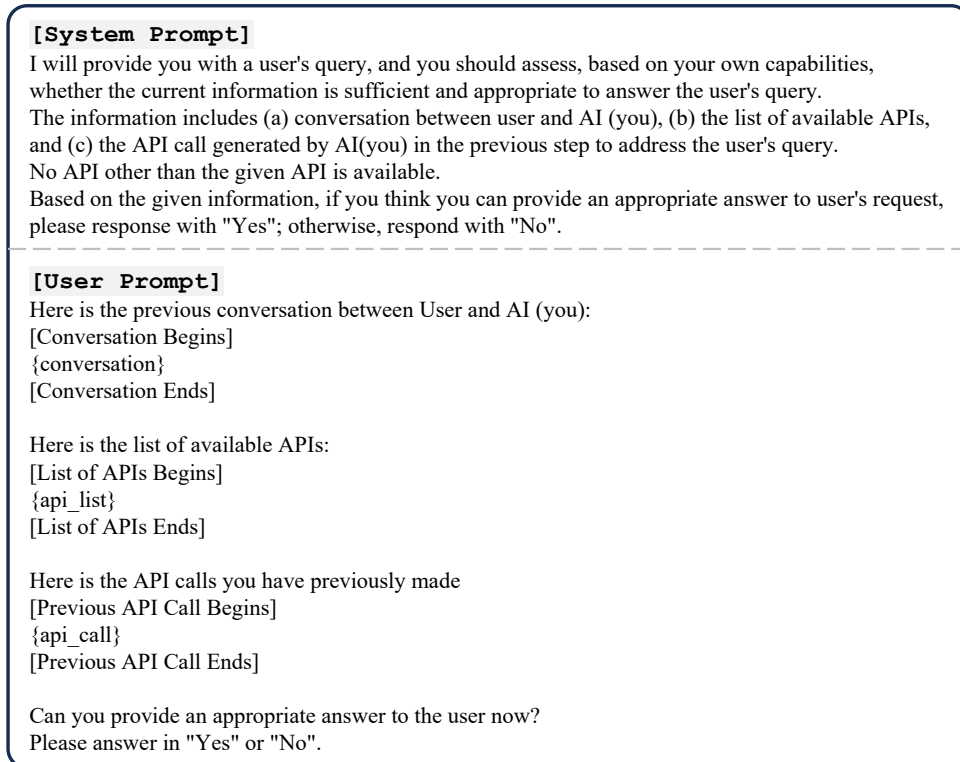 [System Prompt]
I will provide you with a user's query, and you should assess, based on your own capabilities,
whether the current information is sufficient and appropriate to answer the user's query.
The information includes (a) conversation between user and AI (you), (b) the list of available APIs,
and (c) the API call generated by AI(you) in the previous step to address the user's query.
No API other than the given API is available.
Based on the given information, if you think you can provide an appropriate answer to user's request,
please response with "Yes"; otherwise, respond with "No".
[User Prompt]
Here is the previous conversation between User and AI (you):
[Conversation Begins]
{conversation}
[Conversation Ends]
Here is the list of available APIs:
[List of APIs Begins]
{api_list}
[List of APIs Ends]
Here is the API calls you have previously made
[Previous API Call Begins]
{api_call}
[Previous API Call Ends]
Can you provide an appropriate answer to the user now?
Please answer in "Yes" or "No".